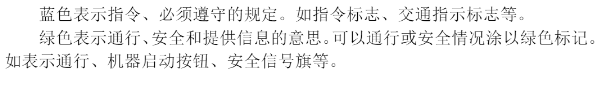 蓝色表示指令、必须遵守的规定。如指令标志、交通指示标志等。
绿色表示通行、安全和提供信息的意思。可以通行或安全情况涂以绿色标记。
如表示通行、机器启动按钮、安全信号旗等。